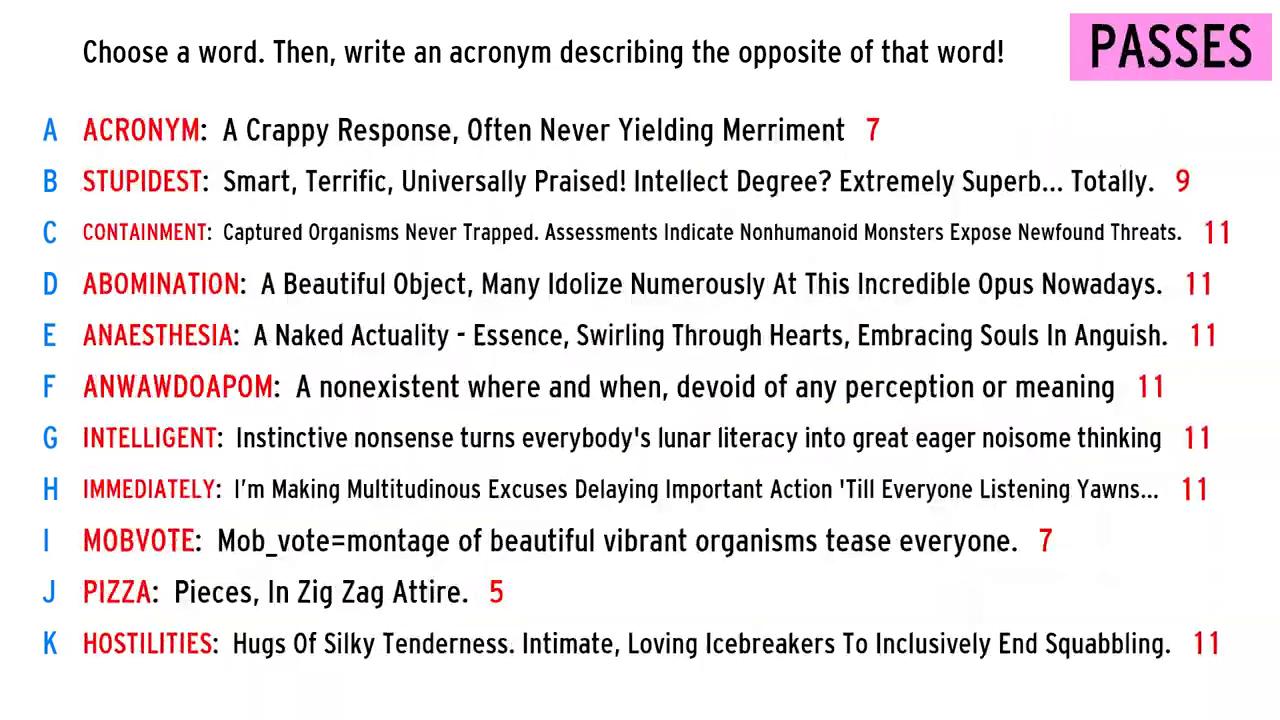 Choose a word. Then, write an acronym describing the opposite of that word!
PASSES
A ACRONYM: A Crappy Response, Often Never Yielding Merriment 7
B STUPIDEST: Smart, Terrific, Universally Praised! Intellect Degree? Extremely Superb... Totally. 9
C CONTAINMENT: Captured Organisms Never Trapped. Assessments Indicate Nonhumanoid Monsters Expose Newfound Threats. 11
D ABOMINATION: A Beautiful Object, Many Idolize Numerously At This Incredible Opus Nowadays. 11
E ANAESTHESIA: A Naked Actuality - Essence, Swirling Through Hearts, Embracing Souls In Anguish. 11
F ANWAWDOAPOM: A nonexistent where and when, devoid of any perception or meaning 11
G INTELLIGENT: Instinctive nonsense turns everybody's lunar literacy into great eager noisome thinking 11
H IMMEDIATELY: I'm Making Multitudinous Excuses Delaying Important Action 'Till Everyone Listening Yawns... 11
I MOBVOTE: Mob_vote=montage of beautiful vibrant organisms tease everyone. 7
J PIZZA: Pieces, In Zig Zag Attire. 5
K HOSTILITIES: Hugs Of Silky Tenderness. Intimate, Loving Icebreakers To Inclusively End Squabbling. 11